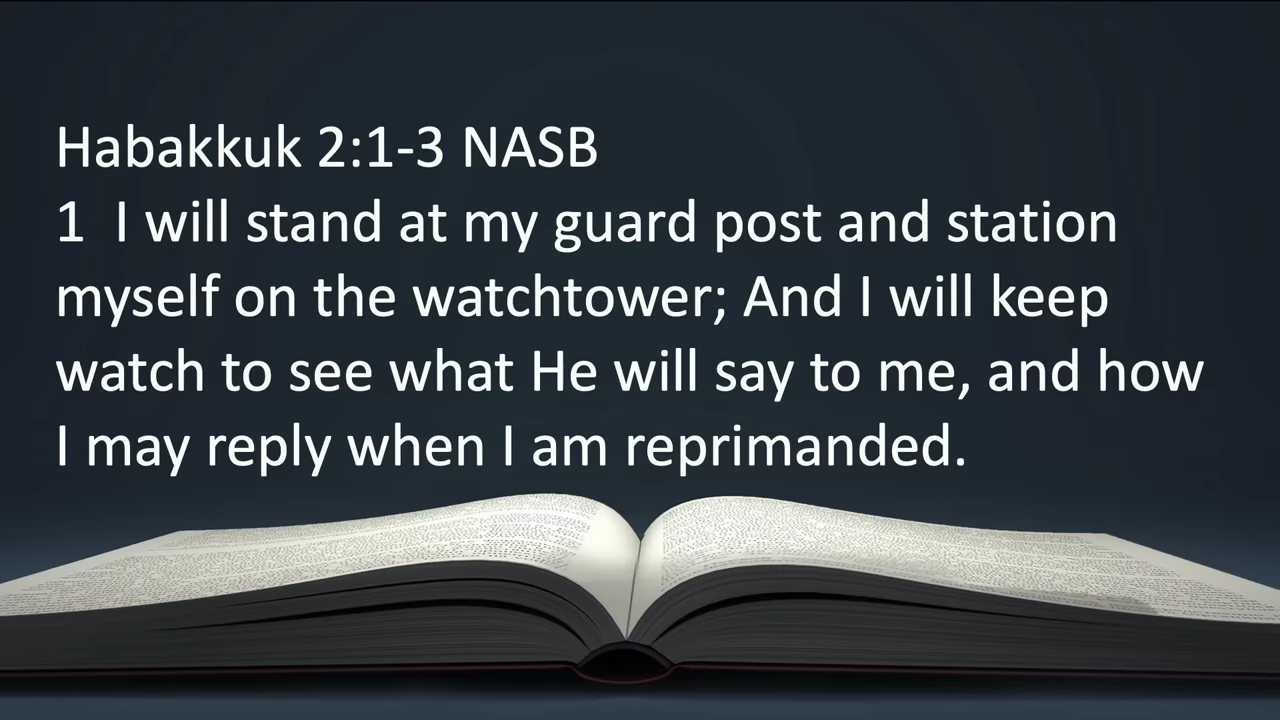 Habakkuk 2:1-3 NASB
1  I will stand at my guard post and station
myself on the watchtower; And I will keep
watch to see what He will say to me, and how
I may reply when I am reprimanded.